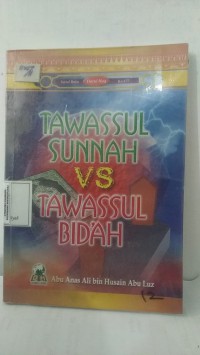 TAWASSUL
SUNNAH
VS
TAWASSUL
BID'AH
Abu Anas Ali bin Husain Abu Luz